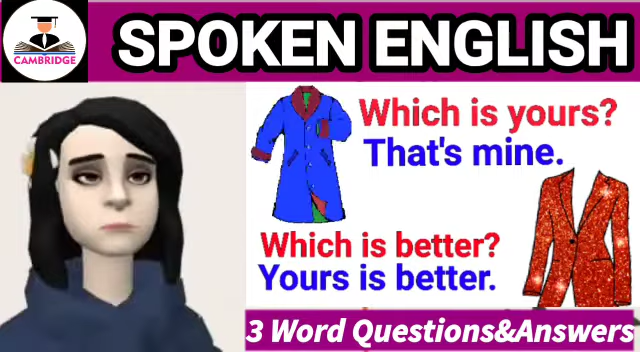 CAMBRIDGE
SPOKEN ENGLISH
Which is yours?
That's mine.
Which is better?
Yours is better.
3 Word Questions&Answers